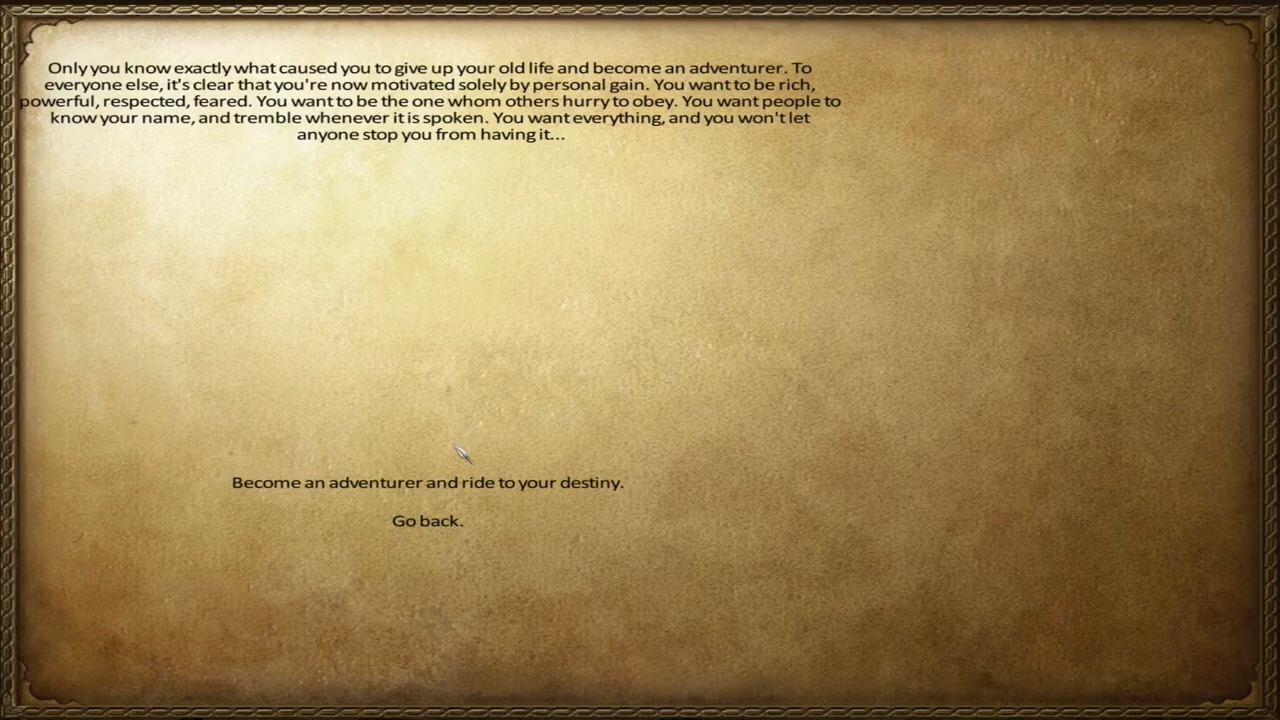 Only you know exactly what caused you to give up your old life and become an adventurer. To
everyone else, it's clear that you're now motivated solely by personal gain. You want to be rich,
powerful, respected, feared. You want to be the one whom others hurry to obey. You want people to
know your name, and tremble whenever it is spoken. You want everything, and you won't let
anyone stop you from having it...
Become an adventurer and ride to your destiny.
Go back.